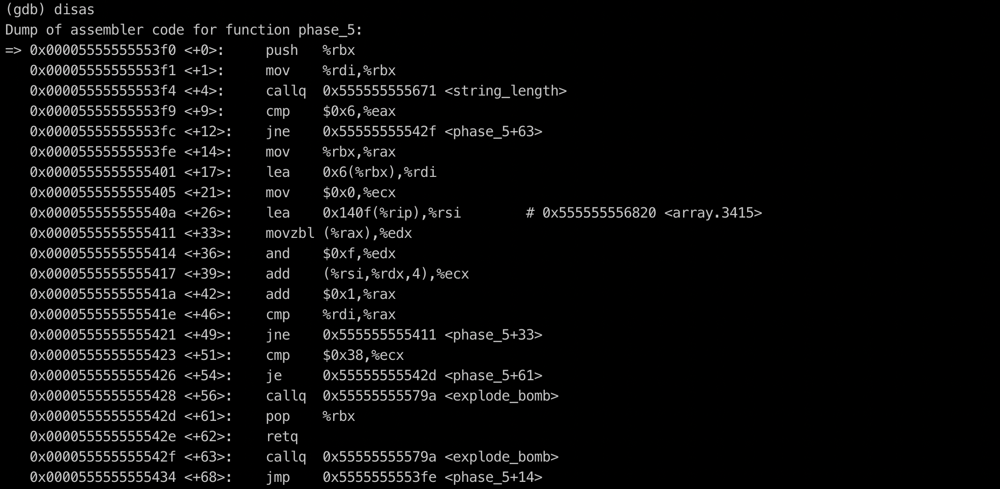 (gdb) disas
Dump of assembler code for function phase_5:
=> 0x00005555555553f0 <+0>:     push   %rbx
   0x00005555555553f1 <+1>:     mov    %rdi,%rbx
   0x00005555555553f4 <+4>:     callq  0x555555555671 <string_length>
   0x00005555555553f9 <+9>:     cmp    $0x6,%eax
   0x00005555555553fc <+12>:    jne    0x55555555542f <phase_5+63>
   0x00005555555553fe <+14>:    mov    %rbx,%rax
   0x0000555555555401 <+17>:    lea    0x6(%rbx),%rdi
   0x0000555555555405 <+21>:    mov    $0x0,%ecx
   0x000055555555540a <+26>:    lea    0x140f(%rip),%rsi        # 0x555555556820 <array.3415>
   0x0000555555555411 <+33>:    movzbl (%rax),%edx
   0x0000555555555414 <+36>:    and    $0xf,%edx
   0x0000555555555417 <+39>:    add    (%rsi,%rdx,4),%ecx
   0x000055555555541a <+42>:    add    $0x1,%rax
   0x000055555555541e <+46>:    cmp    %rdi,%rax
   0x0000555555555421 <+49>:    jne    0x555555555411 <phase_5+33>
   0x0000555555555423 <+51>:    cmp    $0x38,%ecx
   0x0000555555555426 <+54>:    je     0x55555555542d <phase_5+61>
   0x0000555555555428 <+56>:    callq  0x55555555579a <explode_bomb>
   0x000055555555542d <+61>:    pop    %rbx
   0x000055555555542e <+62>:    retq
   0x000055555555542f <+63>:    callq  0x55555555579a <explode_bomb>
   0x0000555555555434 <+68>:    jmp    0x5555555553fe <phase_5+14>